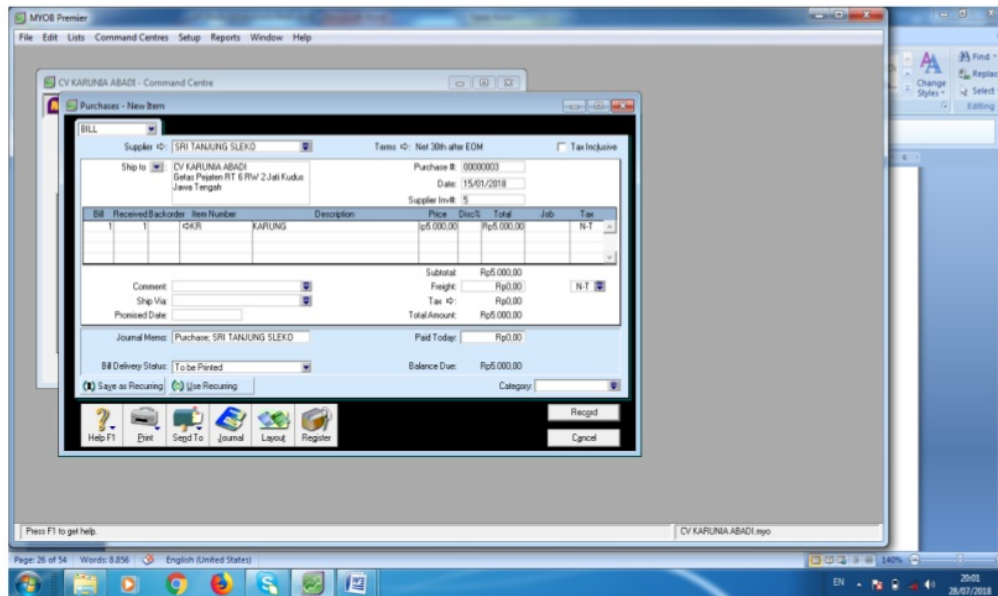 MYOB Premier
File Edit Lists Command Centres Setup Reports Window Help
CV KARUNIA ABADI - Command Centre
Purchases - New Item
BILL
Supplier: SRI TANJUNG SLEKO Terms: Net 30th after EOM Tax Inclusive
Ship to CV KARUNIA ABADI Purchase #: 00000003
Getas Pejaten RT 6 RW 2 Jati Kudus Date: 15/01/2018
Jawa Tengah
Supplier Inv#: 5
Bill Received Backorder Item Number Description Price Disc% Total Job Tax
1 1 KR KARUNG lp5.000,00 Rp5.000,00 N-T
Subtotal: Rp5.000,00
Comment: Freight: Rp0,00 N-T
Ship Via: Tax: Rp0,00
Promised Date: Total Amount: Rp5.000,00
Journal Memo: Purchase; SRI TANJUNG SLEKO Paid Today: Rp0,00
Bill Delivery Status: To be Printed Balance Due: Rp5.000,00
Save as Recurring Use Recurring Category:
Help F1 Print Send To Journal Layout Register
Record
Cancel
Press F1 to get help. CV KARUNIA ABADI.myo
Find
Replac
Select
Change
Styles
Editing
Page: 26 of 54 Words: 8.856 English (United States) 140%
EN 20:01
28/07/2018